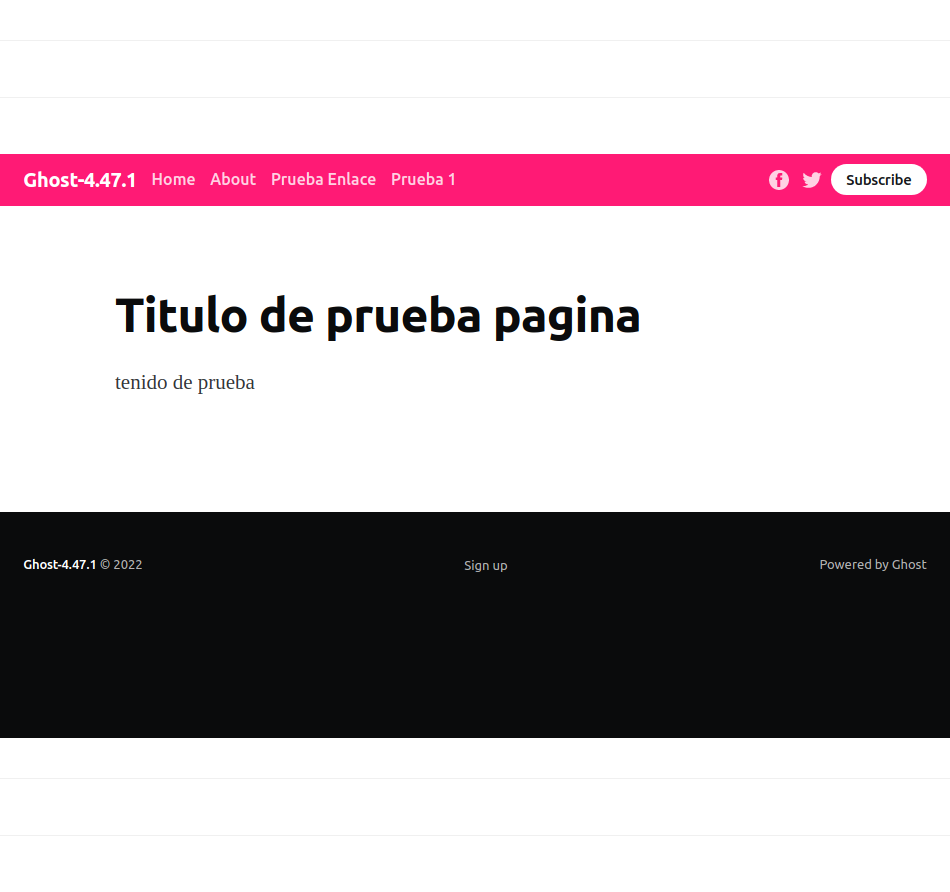 Ghost-4.47.1 Home About Prueba Enlace Prueba 1 Subscribe
Titulo de prueba pagina
tenido de prueba
Ghost-4.47.1 © 2022 Sign up Powered by Ghost